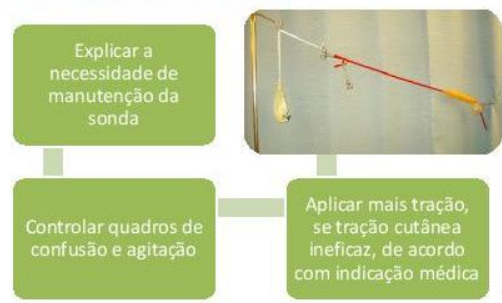 Explicar a
necessidade de
manutenção da
sonda
Controlar quadros de
confusão e agitação
Aplicar mais tração,
se tração cutânea
ineficaz, de acordo
com indicação médica